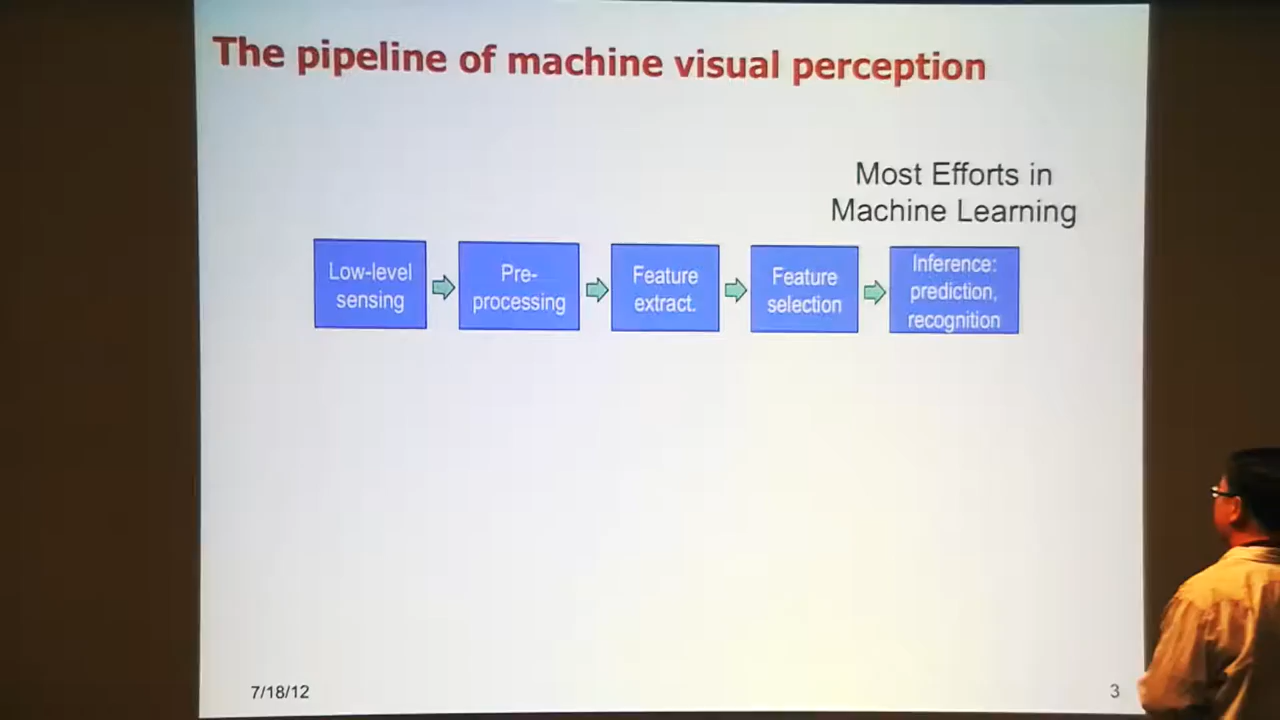 The pipeline of machine visual perception
Most Efforts in
Machine Learning
Low-level
sensing
Pre-
processing
Feature
extract.
Feature
selection
Inference:
prediction,
recognition
7/18/12
3